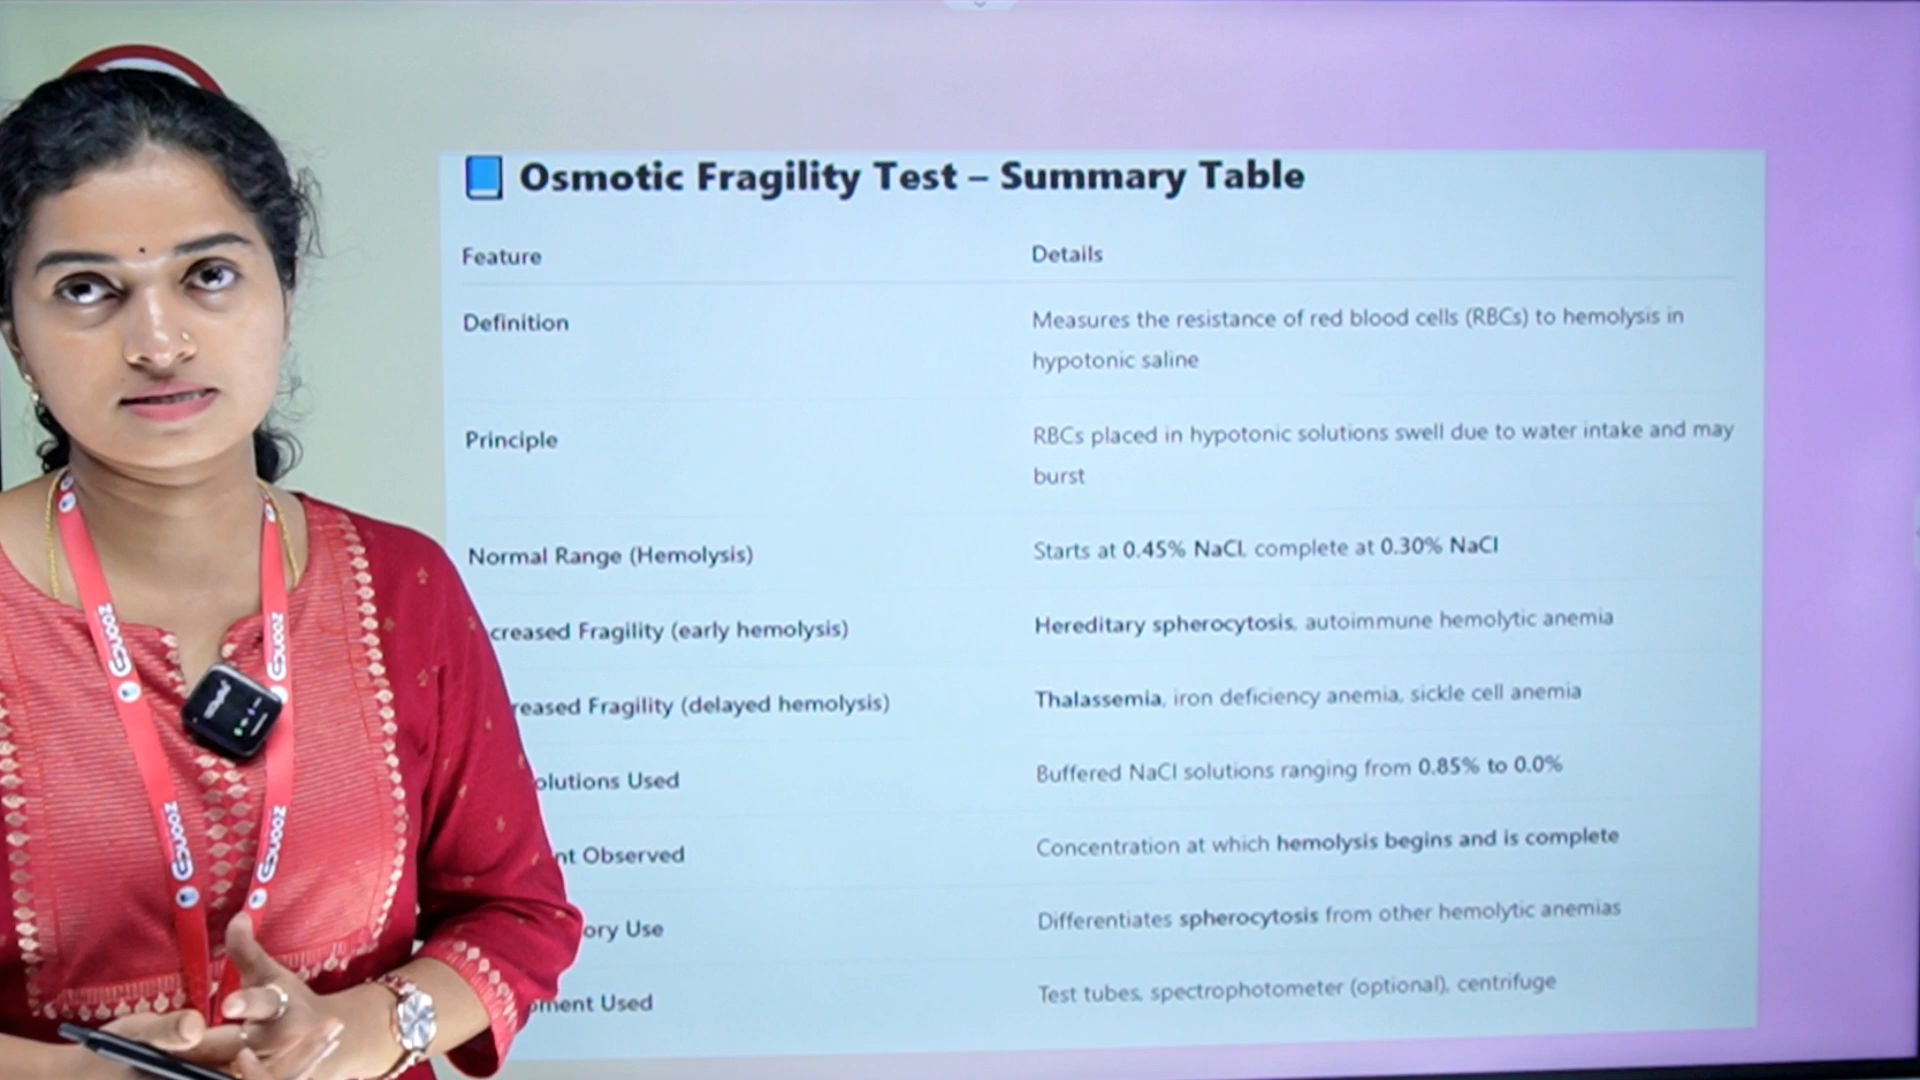 Osmotic Fragility Test – Summary Table
Feature Details
Definition Measures the resistance of red blood cells (RBCs) to hemolysis in
hypotonic saline
Principle RBCs placed in hypotonic solutions swell due to water intake and may
burst
Normal Range (Hemolysis) Starts at 0.45% NaCl, complete at 0.30% NaCl
creased Fragility (early hemolysis) Hereditary spherocytosis, autoimmune hemolytic anemia
reased Fragility (delayed hemolysis) Thalassemia, iron deficiency anemia, sickle cell anemia
olutions Used Buffered NaCl solutions ranging from 0.85% to 0.0%
nt Observed Concentration at which hemolysis begins and is complete
ory Use Differentiates spherocytosis from other hemolytic anemias
ment Used Test tubes, spectrophotometer (optional), centrifuge